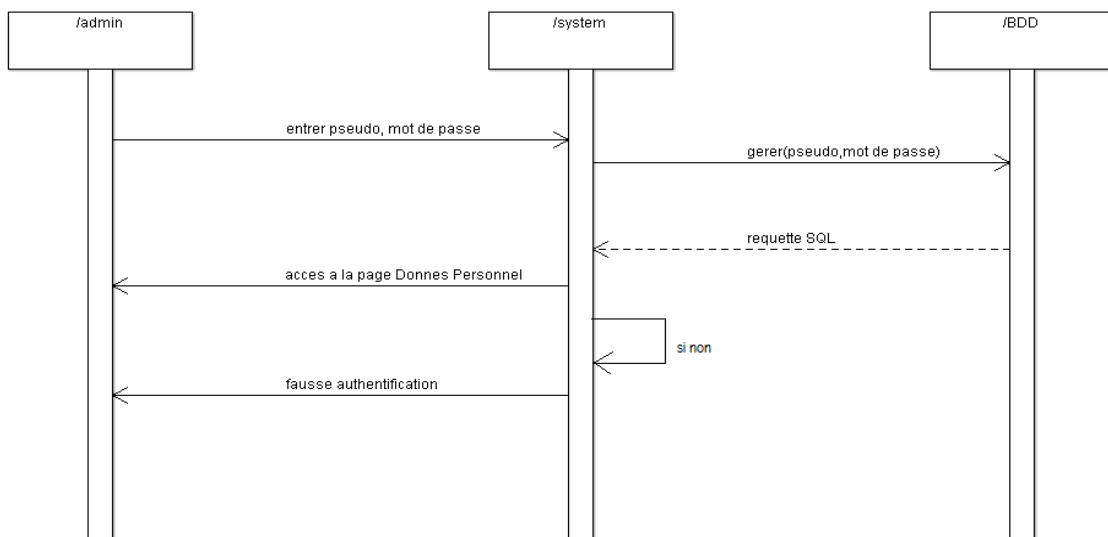 /admin
/system
/BDD
entrer pseudo, mot de passe
gerer(pseudo,mot de passe)
requette SQL
acces a la page Donnes Personnel
si non
fausse authentification